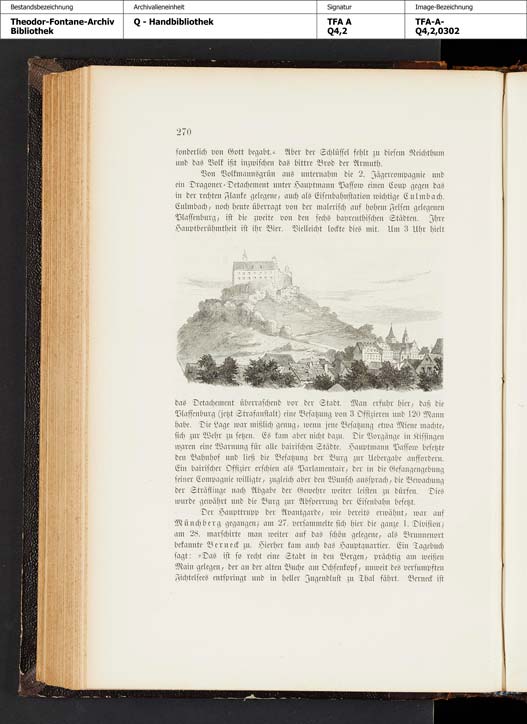 Bestandsbezeichnung
Archivalieneinheit
Signatur
Image-Bezeichnung
Theodor-Fontane-Archiv
Bibliothek
Q - Handbibliothek
TFA A
Q4,2
TFA-A-
Q4,2,0302
270
sonderlich von Gott begabt.« Aber der Schlüssel fehlt zu diesem Reichthum
und das Volk ißt inzwischen das bittre Brod der Armuth.
Von Volkmannsgrün aus unternahm die 2. Jägercompagnie und
ein Dragoner-Detachement unter Hauptmann Passow einen Coup gegen das
in der rechten Flanke gelegene, auch als Eisenbahnstation wichtige Culmbach.
Culmbach, noch heute überragt von der malerisch auf hohem Felsen gelegenen
Plassenburg, ist die zweite von den sechs bayreuthischen Städten. Ihre
Hauptberühmtheit ist ihr Bier. Vielleicht lockte dies mit. Um 3 Uhr hielt
das Detachement überraschend vor der Stadt. Man erfuhr hier, daß die
Plassenburg (jetzt Strafanstalt) eine Besatzung von 3 Offizieren und 120 Mann
habe. Die Lage war mißlich genug, wenn jene Besatzung etwa Miene machte,
sich zur Wehr zu setzen. Es kam aber nicht dazu. Die Vorgänge in Kissingen
waren eine Warnung für alle bairischen Städte. Hauptmann Passow besetzte
den Bahnhof und ließ die Besatzung der Burg zur Uebergabe auffordern.
Ein bairischer Offizier erschien als Parlamentair, der in die Gefangengebung
seiner Compagnie willigte, zugleich aber den Wunsch aussprach, die Bewachung
der Sträflinge nach Abgabe der Gewehre weiter leisten zu dürfen. Dies
wurde gewährt und die Burg zur Absperrung der Eisenbahn besetzt.
Der Haupttrupp der Avantgarde, wie bereits erwähnt, war auf
Münchberg gegangen; am 27. versammelte sich hier die ganze 1. Division;
am 28. marschirte man weiter auf das schön gelegene, als Brunnenort
bekannte Berneck zu. Hierher kam auch das Hauptquartier. Ein Tagebuch
sagt: »Das ist so recht eine Stadt in den Bergen, prächtig am weißen
Main gelegen, der an der alten Buche am Ochsenkopf, unweit des versumpften
Fichtelsees entspringt und in heller Jugendlust zu Thal fährt. Berneck ist